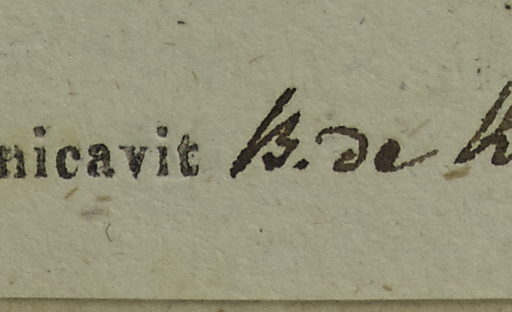 nicavit B. de